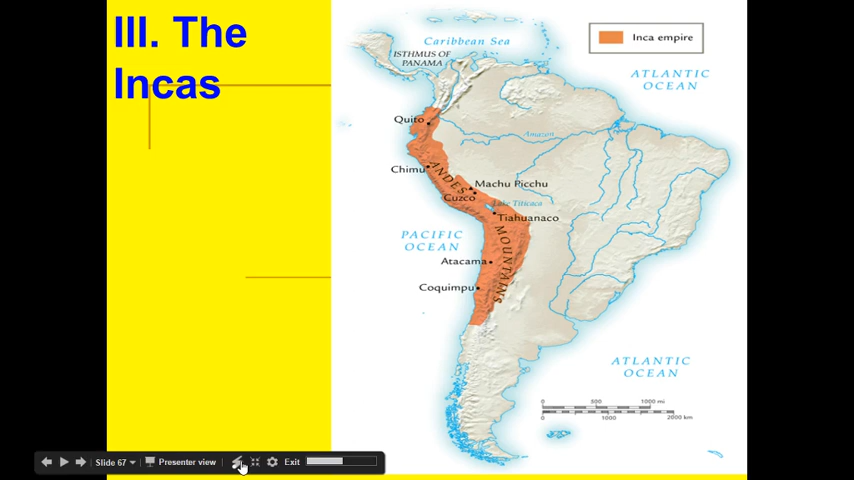 III. The
Incas
Caribbean Sea
ISTHMUS OF
PANAMA
Inca empire
ATLANTIC
OCEAN
Quito
Amazon
Chimu
ANDES
Machu Picchu
Cuzco
Lake Titicaca
Tiahuanaco
PACIFIC
OCEAN
MOUNTAINS
Atacama
Coquimpu
ATLANTIC
OCEAN
0 500 1000 mi
0 1000 2000 km
Slide 67
Presenter view
Exit